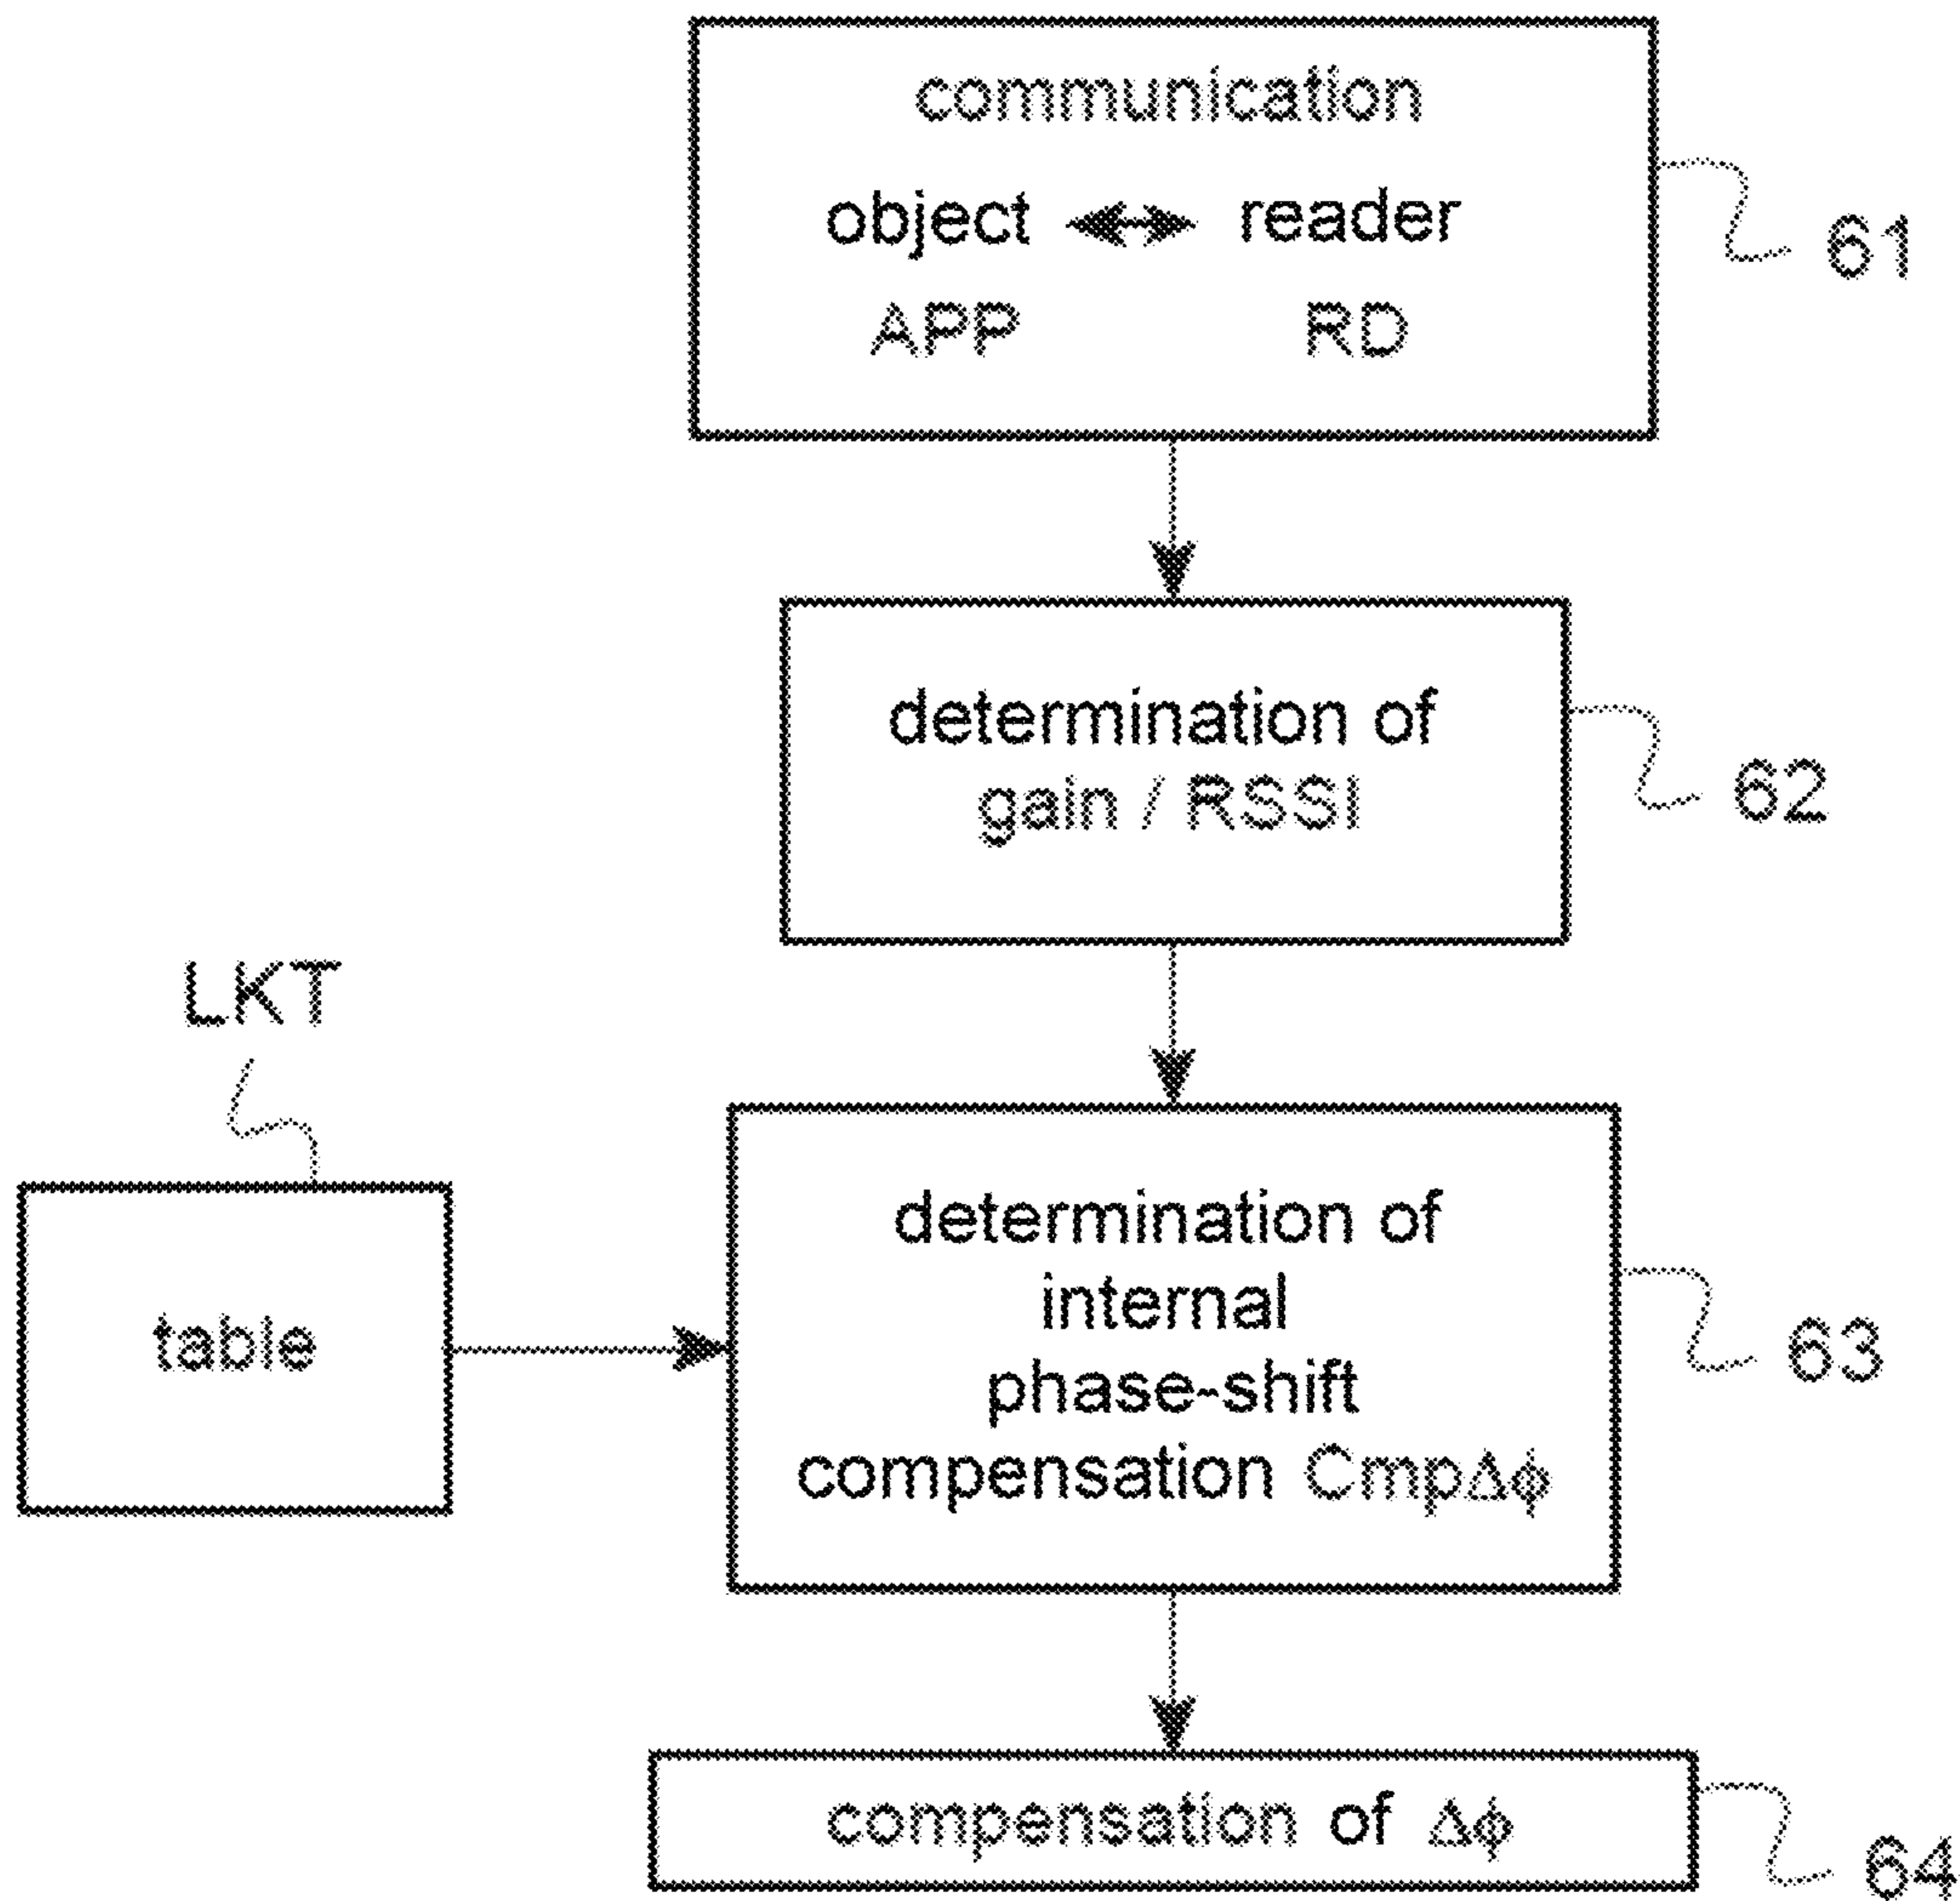 communication
object ↔ reader
APP RD
61
determination of
gain / RSSI
62
LKT
table
determination of
internal
phase-shift
compensation CmpΔϕ
63
compensation of Δϕ
64